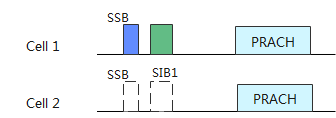 SSB
Cell 1
PRACH
SSB SIB1
Cell 2
PRACH